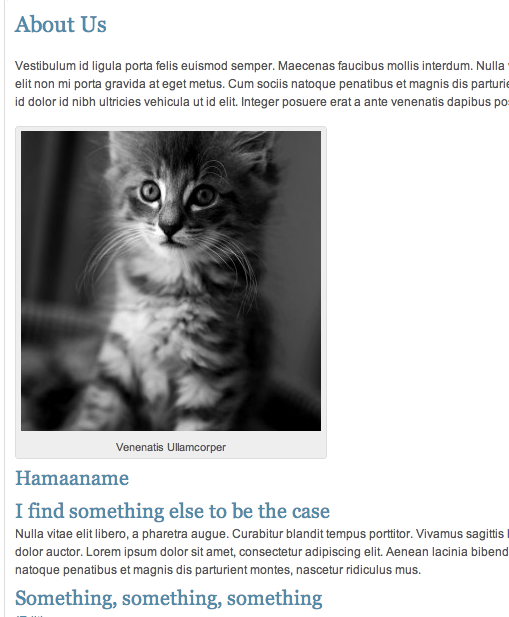 About Us
Vestibulum id ligula porta felis euismod semper. Maecenas faucibus mollis interdum. Nulla
elit non mi porta gravida at eget metus. Cum sociis natoque penatibus et magnis dis parturie
id dolor id nibh ultricies vehicula ut id elit. Integer posuere erat a ante venenatis dapibus pos
Venenatis Ullamcorper
Hamaaname
I find something else to be the case
Nulla vitae elit libero, a pharetra augue. Curabitur blandit tempus porttitor. Vivamus sagittis l
dolor auctor. Lorem ipsum dolor sit amet, consectetur adipiscing elit. Aenean lacinia bibend
natoque penatibus et magnis dis parturient montes, nascetur ridiculus mus.
Something, something, something